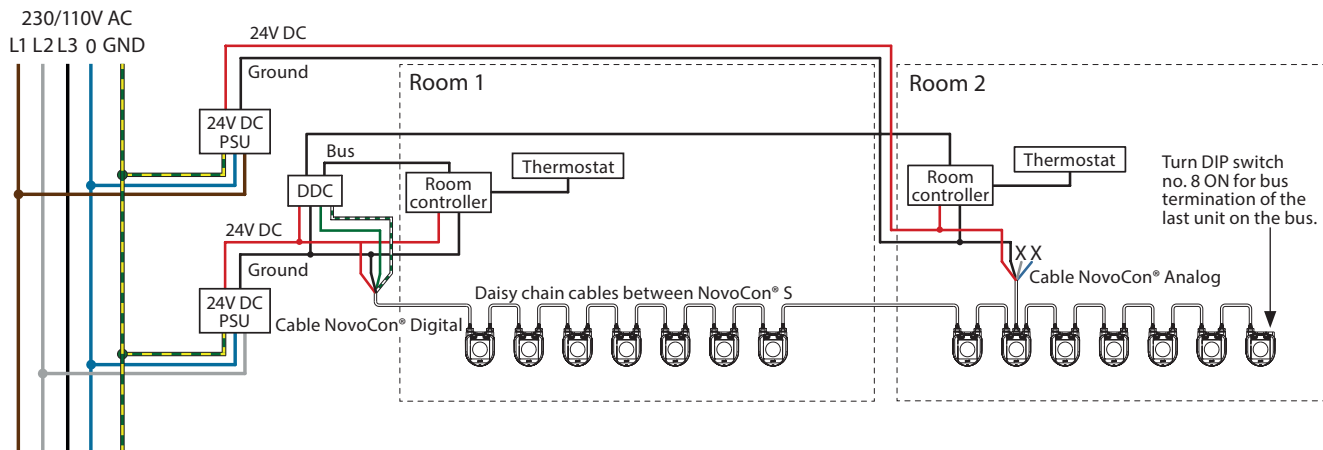 230/110V AC
L1 L2 L3 0 GND
24V DC
Ground
24V DC
PSU
Room 1
Room 2
Bus
DDC
Room
controller
Thermostat
Room
controller
Thermostat
Turn DIP switch
no. 8 ON for bus
termination of the
last unit on the bus.
24V DC
Ground
24V DC
PSU
Cable NovoCon® Digital
Daisy chain cables between NovoCon® S
X X
Cable NovoCon® Analog